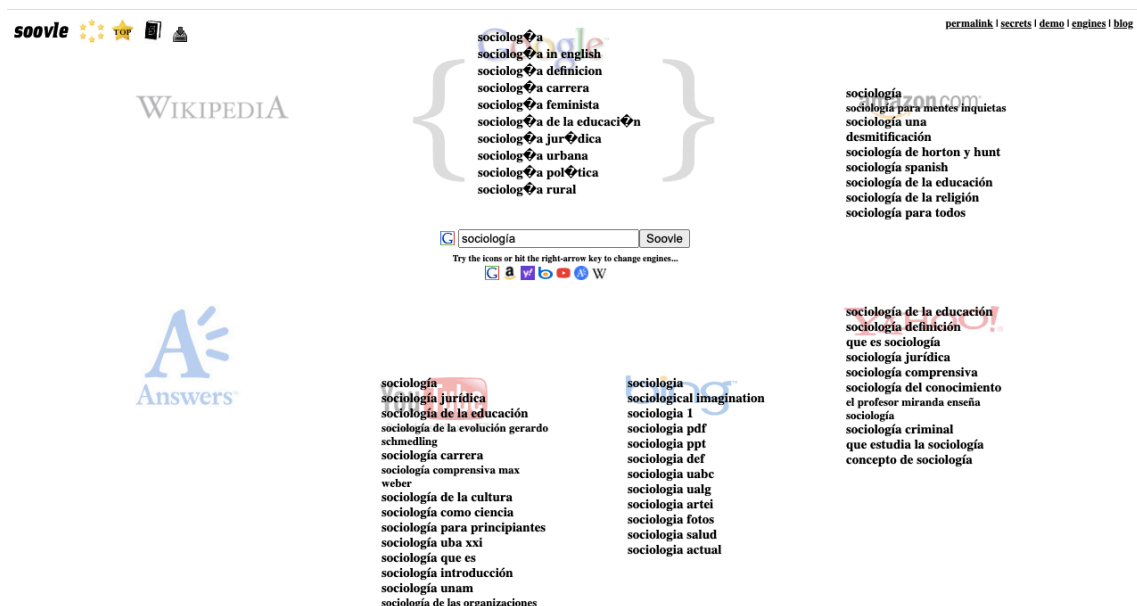 soovle
TOP
permalink | secrets | demo | engines | blog
Google
sociolog�a
sociolog�a in english
sociolog�a definicion
sociolog�a carrera
sociolog�a feminista
sociolog�a de la educaci�n
sociolog�a jur�dica
sociolog�a urbana
sociolog�a pol�tica
sociolog�a rural
WIKIPEDIA
amazon.com
sociología
sociología para mentes inquietas
sociología una
desmitificación
sociología de horton y hunt
sociología spanish
sociología de la educación
sociología de la religión
sociología para todos
sociología
Soovle
Try the icons or hit the right-arrow key to change engines...
Answers
YAHOO!
sociología de la educación
sociología definición
que es sociología
sociología jurídica
sociología comprensiva
sociología del conocimiento
el profesor miranda enseña
sociología
sociología criminal
que estudia la sociología
concepto de sociología
YouTube
sociología
sociología jurídica
sociología de la educación
sociología de la evolución gerardo
schmedling
sociología carrera
sociología comprensiva max
weber
sociología de la cultura
sociología como ciencia
sociología para principiantes
sociología uba xxi
sociología que es
sociología introducción
sociología unam
sociología de las organizaciones
bing
sociologia
sociological imagination
sociologia 1
sociologia pdf
sociologia ppt
sociologia def
sociologia uabc
sociologia ualg
sociologia artei
sociologia fotos
sociologia salud
sociologia actual